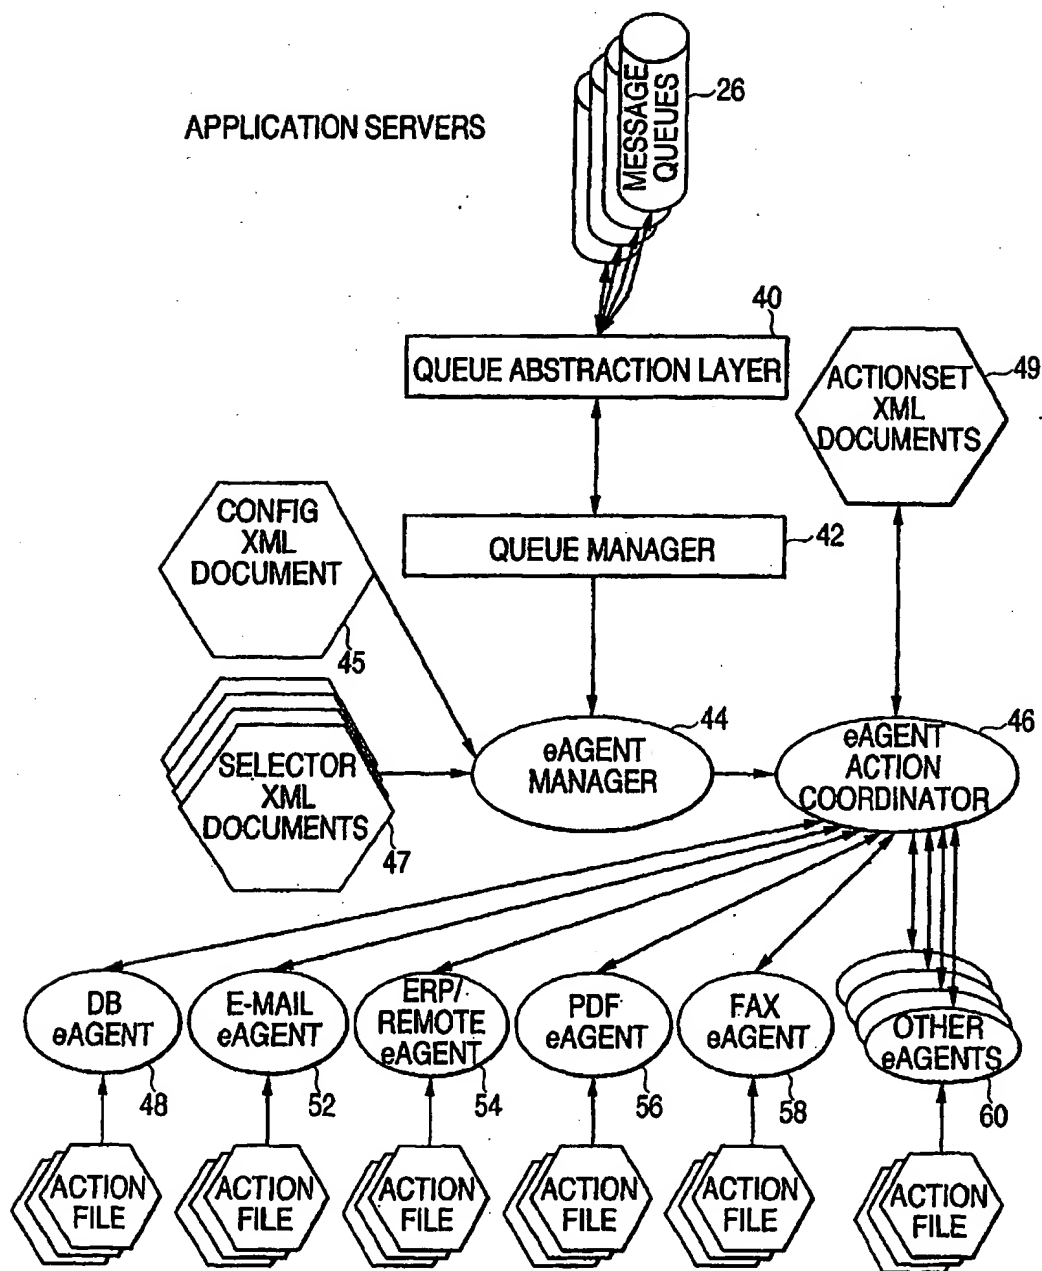 APPLICATION SERVERS
MESSAGE
QUEUES
26
40
QUEUE ABSTRACTION LAYER
ACTIONSET
XML
DOCUMENTS
49
CONFIG
XML
DOCUMENT
45
QUEUE MANAGER
42
SELECTOR
XML
DOCUMENTS
47
eAGENT
MANAGER
44
eAGENT
ACTION
COORDINATOR
46
DB
eAGENT
48
E-MAIL
eAGENT
52
ERP/
REMOTE
eAGENT
54
PDF
eAGENT
56
FAX
eAGENT
58
OTHER
eAGENTS
60
ACTION
FILE
ACTION
FILE
ACTION
FILE
ACTION
FILE
ACTION
FILE
ACTION
FILE